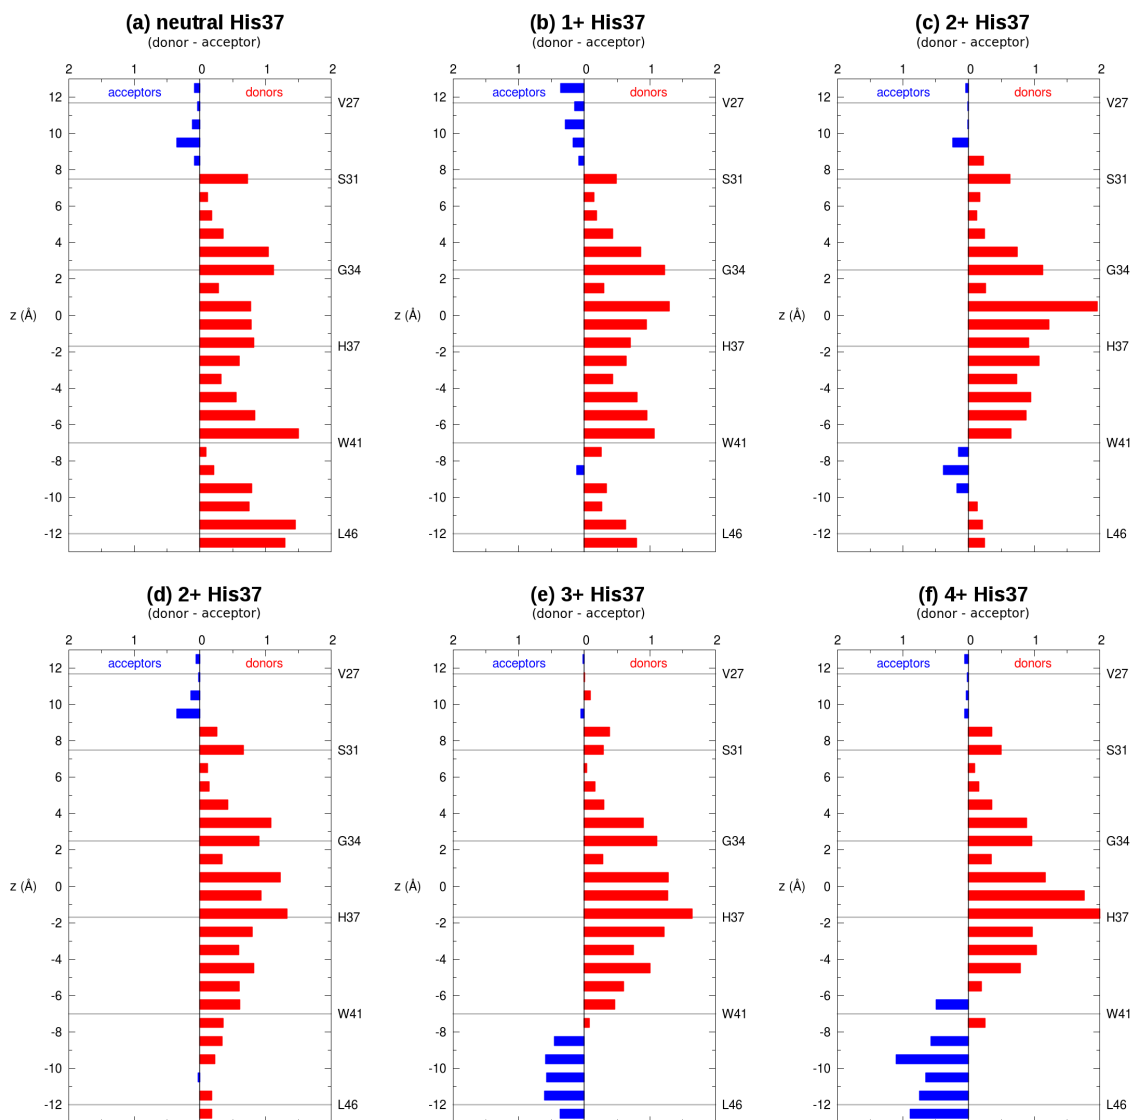 (a) neutral His37
(donor - acceptor)
2 1 0 1 2
acceptors donors
12 V27
10
8
S31
6
4
G34
2
z (Å) 0
H37
-2
-4
-6
W41
-8
-10
-12 L46
(b) 1+ His37
(donor - acceptor)
2 1 0 1 2
acceptors donors
12 V27
10
8
S31
6
4
G34
2
z (Å) 0
H37
-2
-4
-6
W41
-8
-10
-12 L46
(c) 2+ His37
(donor - acceptor)
2 1 0 1 2
acceptors donors
12 V27
10
8
S31
6
4
G34
2
z (Å) 0
H37
-2
-4
-6
W41
-8
-10
-12 L46
(d) 2+ His37
(donor - acceptor)
2 1 0 1 2
acceptors donors
12 V27
10
8
S31
6
4
G34
2
z (Å) 0
H37
-2
-4
-6
W41
-8
-10
-12 L46
(e) 3+ His37
(donor - acceptor)
2 1 0 1 2
acceptors donors
12 V27
10
8
S31
6
4
G34
2
z (Å) 0
H37
-2
-4
-6
W41
-8
-10
-12 L46
(f) 4+ His37
(donor - acceptor)
2 1 0 1 2
acceptors donors
12 V27
10
8
S31
6
4
G34
2
z (Å) 0
H37
-2
-4
-6
W41
-8
-10
-12 L46